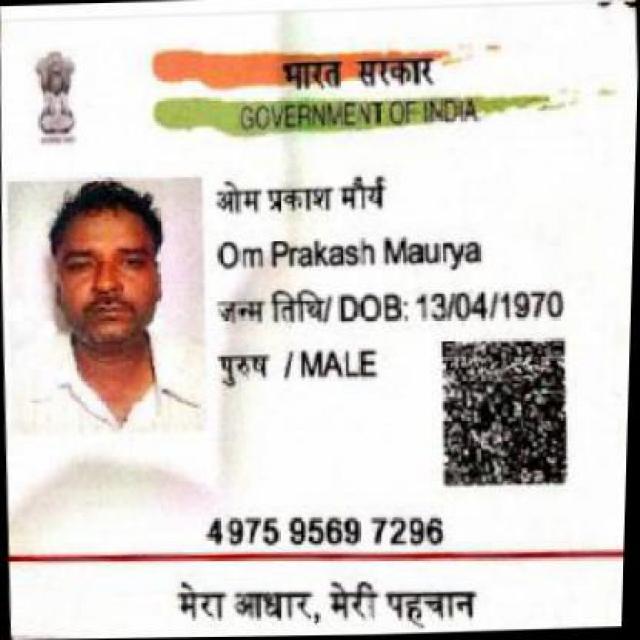 भारत सरकार
GOVERNMENT OF INDIA
ओम प्रकाश मौर्य
Om Prakash Maurya
जन्म तिथि/ DOB: 13/04/1970
पुरुष / MALE
4975 9569 7296
मेरा आधार, मेरी पहचान